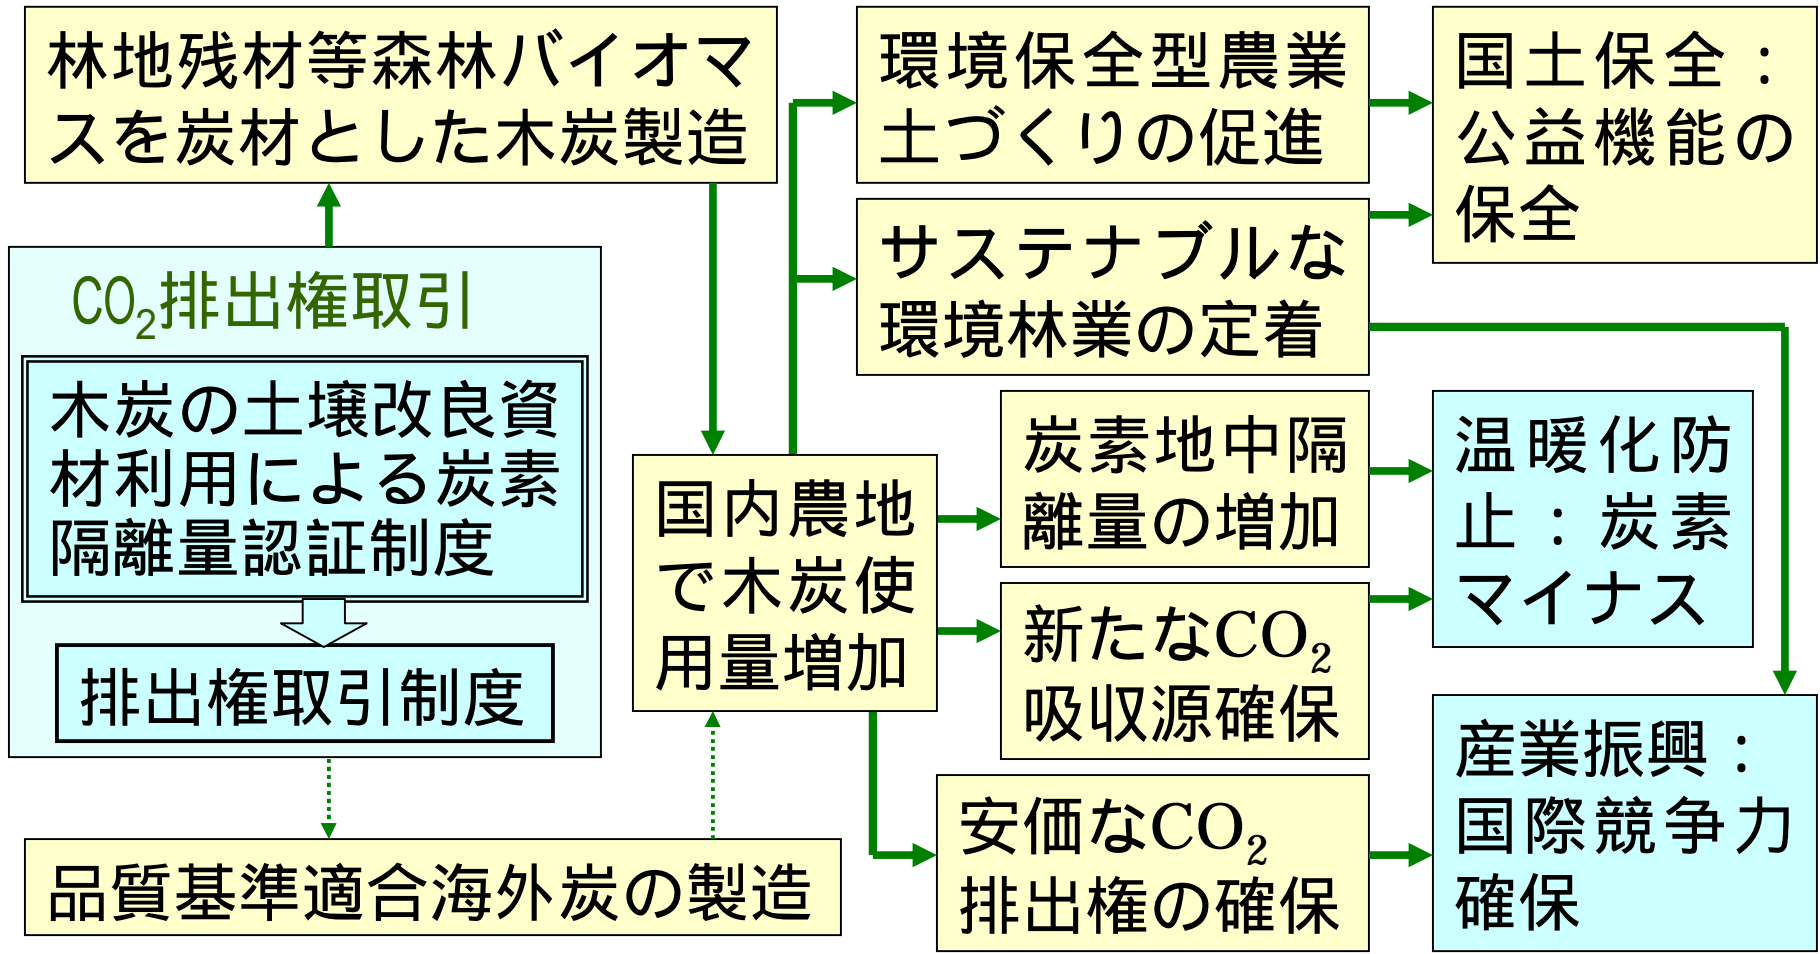 林地残材等森林バイオマ
スを炭材とした木炭製造
CO₂排出権取引
木炭の土壌改良資
材利用による炭素
隔離量認証制度
排出権取引制度
品質基準適合海外炭の製造
国内農地
で木炭使
用量増加
環境保全型農業
土づくりの促進
サステナブルな
環境林業の定着
炭素地中隔
離量の増加
新たなCO₂
吸収源確保
安価なCO₂
排出権の確保
国土保全：
公益機能の
保全
温暖化防
止：炭素
マイナス
産業振興：
国際競争力
確保